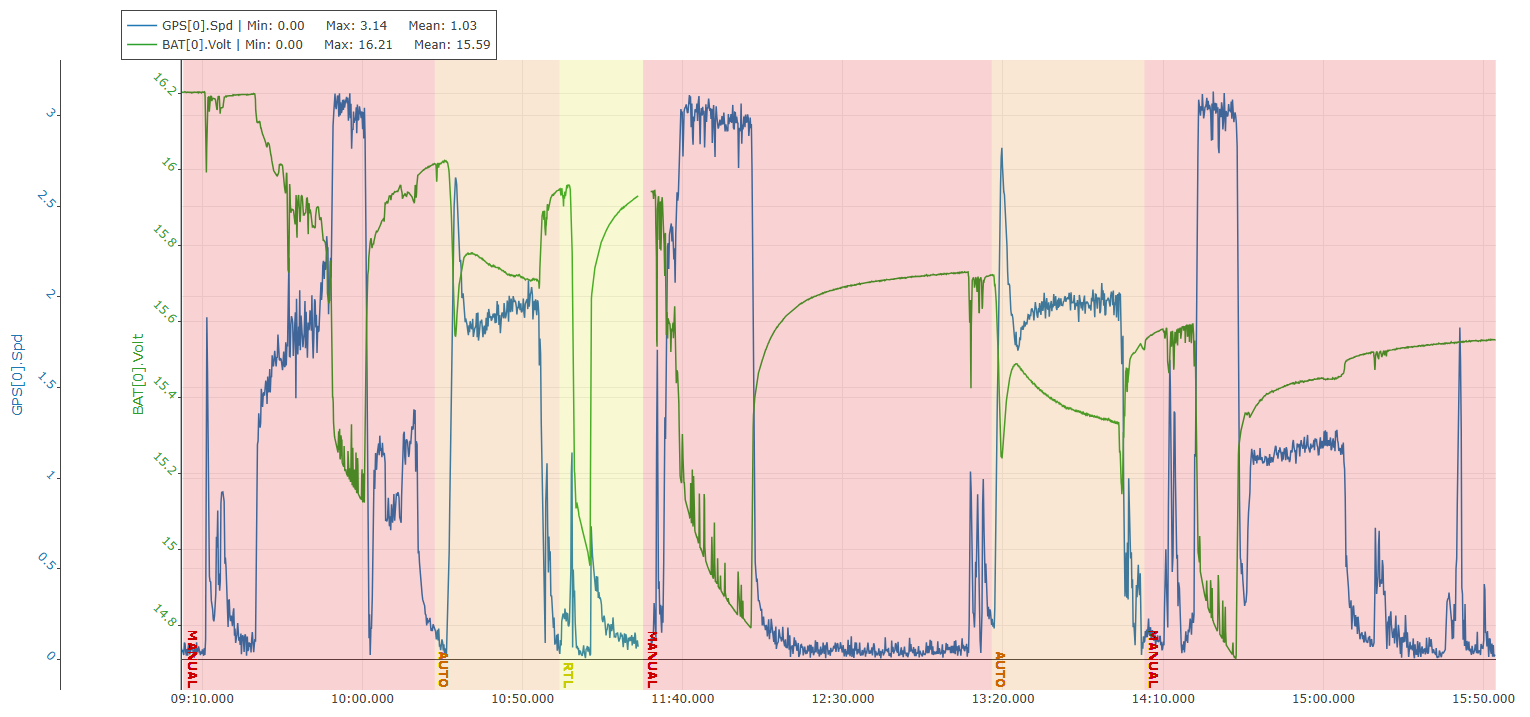 GPS[0].Spd | Min: 0.00 Max: 3.14 Mean: 1.03
BAT[0].Volt | Min: 0.00 Max: 16.21 Mean: 15.59
GPS[0].Spd
3
2.5
2
1.5
1
0.5
0
BAT[0].Volt
16.2
16
15.8
15.6
15.4
15.2
15
14.8
MANUAL
AUTO
RTL
MANUAL
AUTO
MANUAL
09:10.000
10:00.000
10:50.000
11:40.000
12:30.000
13:20.000
14:10.000
15:00.000
15:50.000